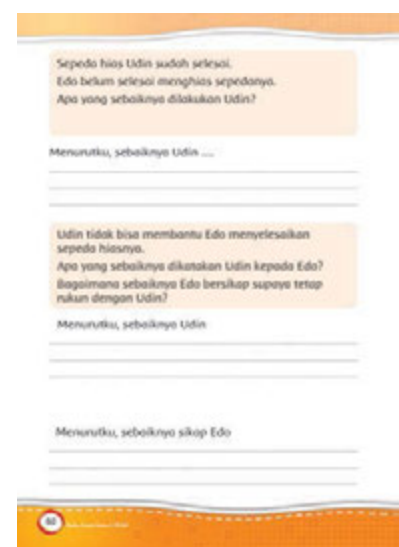 Sepeda hias Udin sudah selesai.
Edo belum selesai menghias sepedanya.
Apa yang sebaiknya dilakukan Udin?
Menurutku, sebaiknya Udin ....
Udin tidak bisa membantu Edo menyelesaikan
sepeda hiasnya.
Apa yang sebaiknya dikatakan Udin kepada Edo?
Bagaimana sebaiknya Edo bersikap supaya tetap
rukun dengan Udin?
Menurutku, sebaiknya Udin
Menurutku, sebaiknya sikap Edo